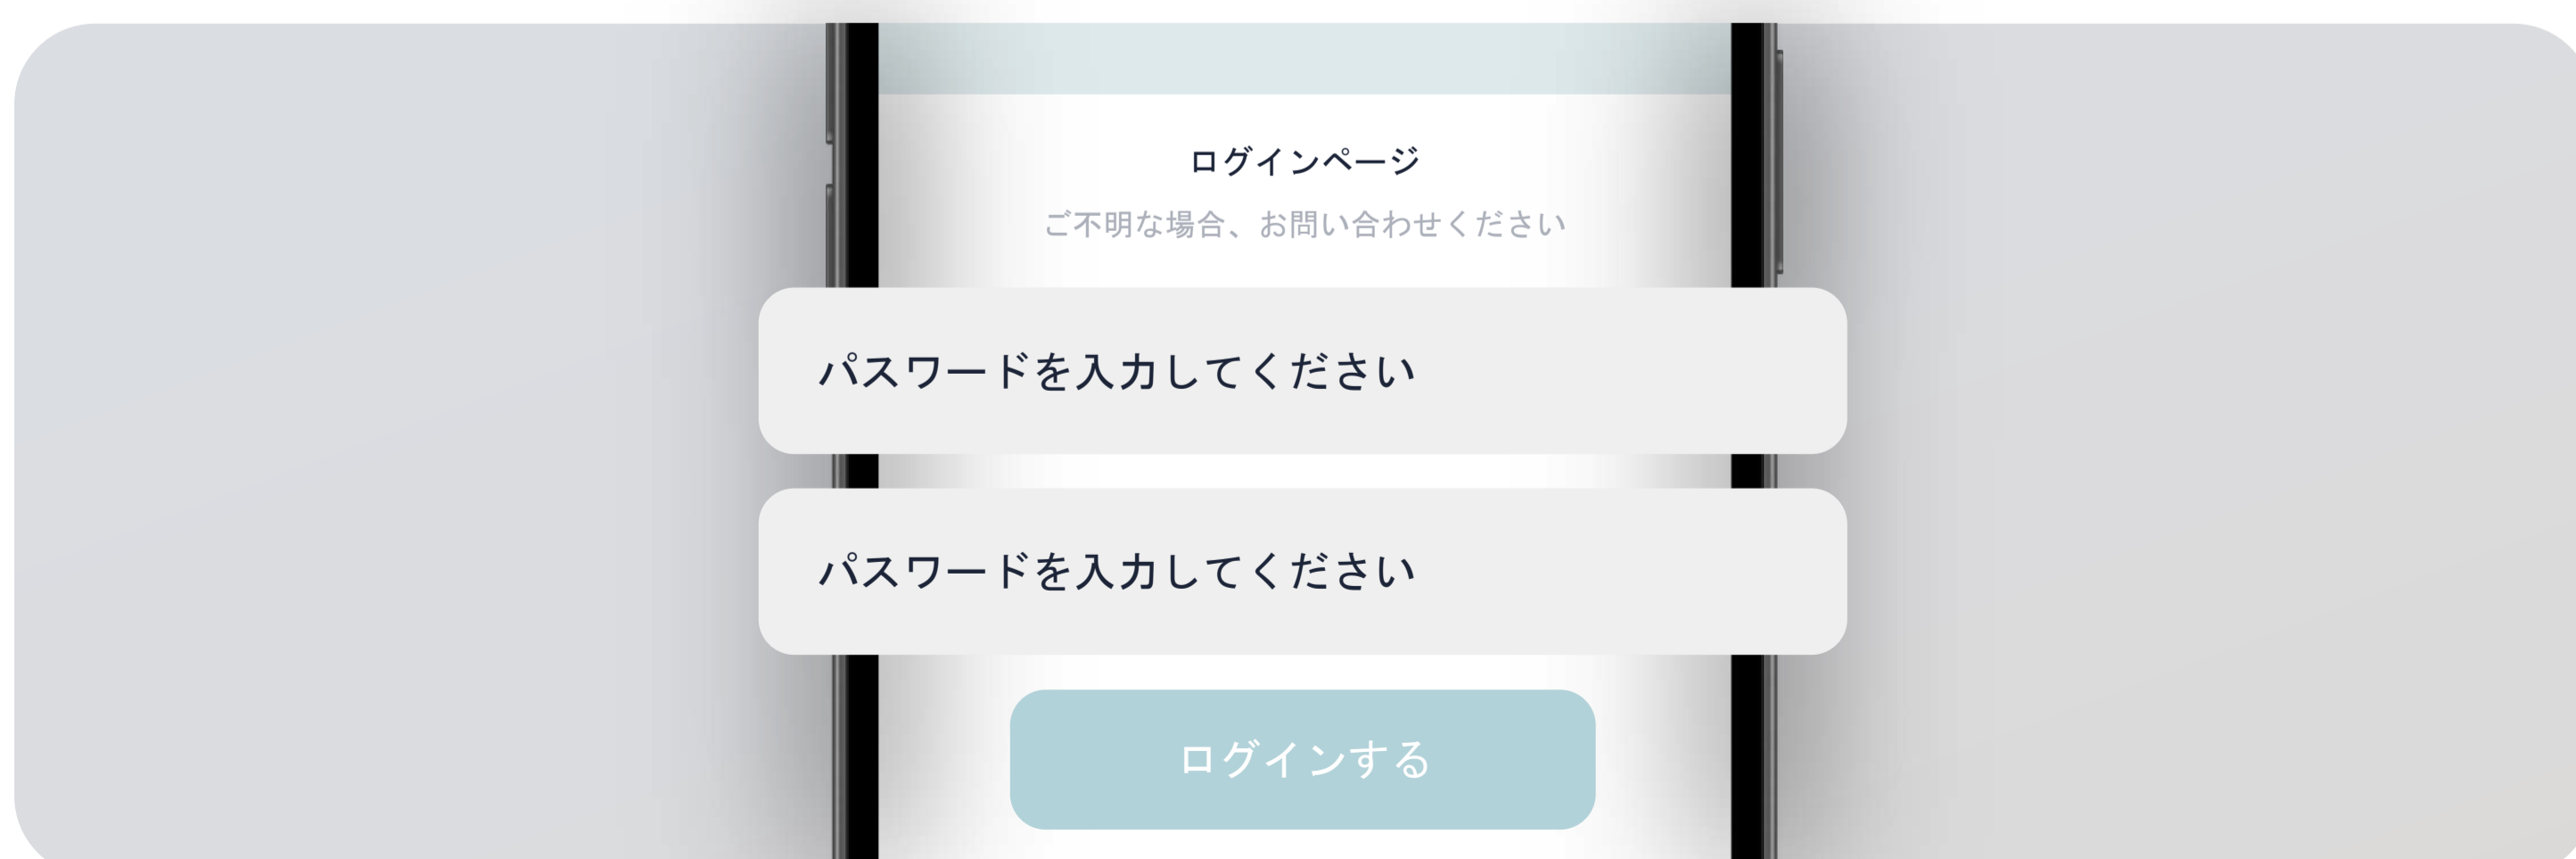 ログインページ
ご不明な場合、お問い合わせください
パスワードを入力してください
パスワードを入力してください
ログインする